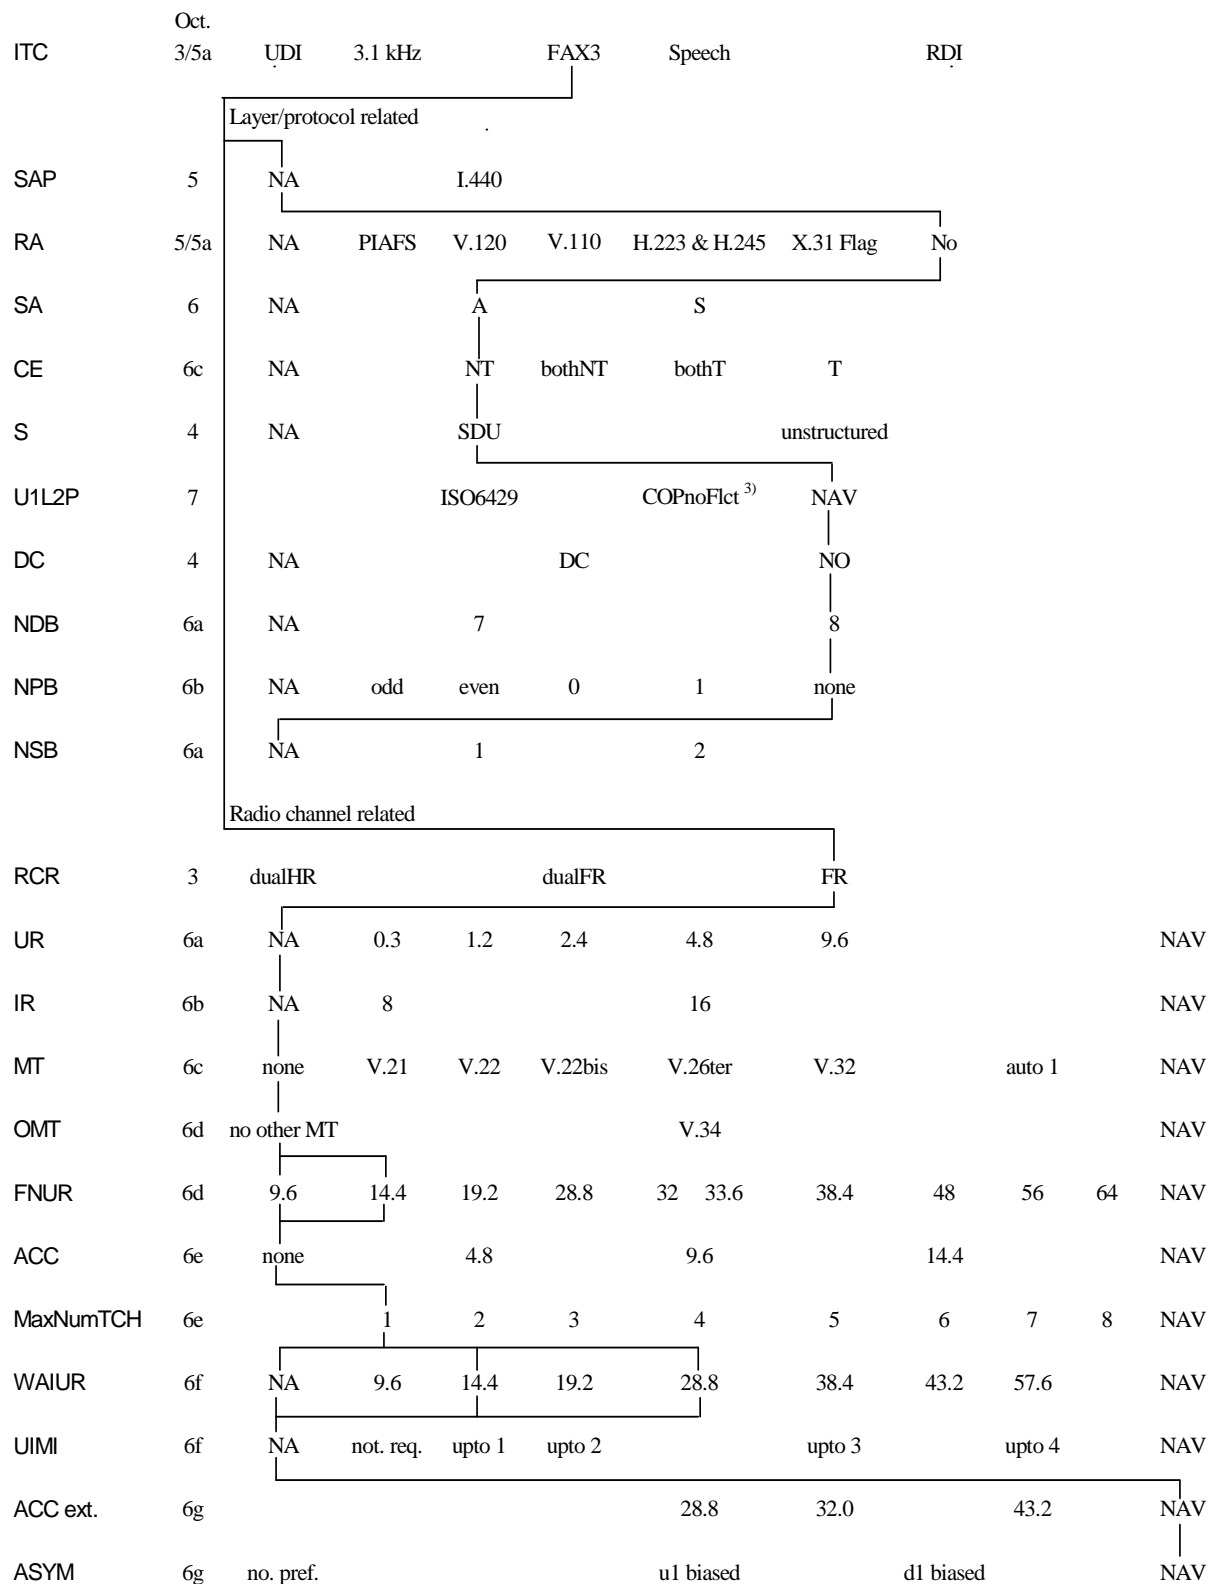 Oct.
ITC 3/5a UDI 3.1 kHz FAX3 Speech RDI
Layer/protocol related
SAP 5 NA I.440
RA 5/5a NA PIAFS V.120 V.110 H.223 & H.245 X.31 Flag No
SA 6 NA A S
CE 6c NA NT bothNT bothT T
S 4 NA SDU unstructured
U1L2P 7 ISO6429 COPnoFlct 3) NAV
DC 4 NA DC NO
NDB 6a NA 7 8
NPB 6b NA odd even 0 1 none
NSB 6a NA 1 2
Radio channel related
RCR 3 dualHR dualFR FR
UR 6a NA 0.3 1.2 2.4 4.8 9.6 NAV
IR 6b NA 8 16 NAV
MT 6c none V.21 V.22 V.22bis V.26ter V.32 auto 1 NAV
OMT 6d no other MT V.34 NAV
FNUR 6d 9.6 14.4 19.2 28.8 32 33.6 38.4 48 56 64 NAV
ACC 6e none 4.8 9.6 14.4 NAV
MaxNumTCH 6e 1 2 3 4 5 6 7 8 NAV
WAIUR 6f NA 9.6 14.4 19.2 28.8 38.4 43.2 57.6 NAV
UIMI 6f NA not. req. upto 1 upto 2 upto 3 upto 4 NAV
ACC ext. 6g 28.8 32.0 43.2 NAV
ASYM 6g no. pref. u1 biased d1 biased NAV